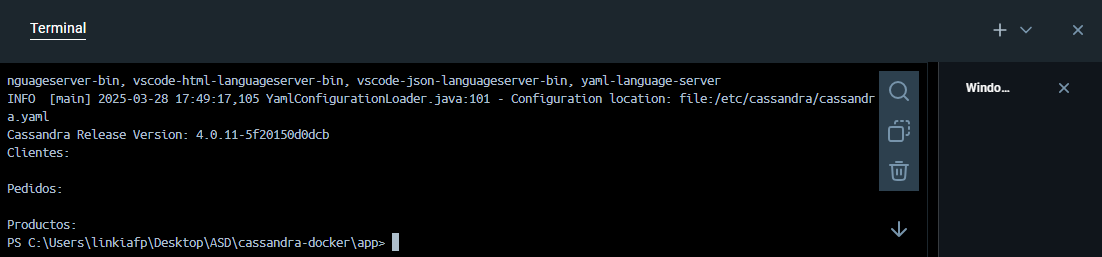 Terminal
nguageserver-bin, vscode-html-languageserver-bin, vscode-json-languageserver-bin, yaml-language-server
INFO  [main] 2025-03-28 17:49:17,105 YamlConfigurationLoader.java:101 - Configuration location: file:/etc/cassandra/cassandr
a.yaml
Cassandra Release Version: 4.0.11-5f20150d0dcb
Clientes:
Pedidos:
Productos:
PS C:\Users\linkiafp\Desktop\ASD\cassandra-docker\app>
Windo...